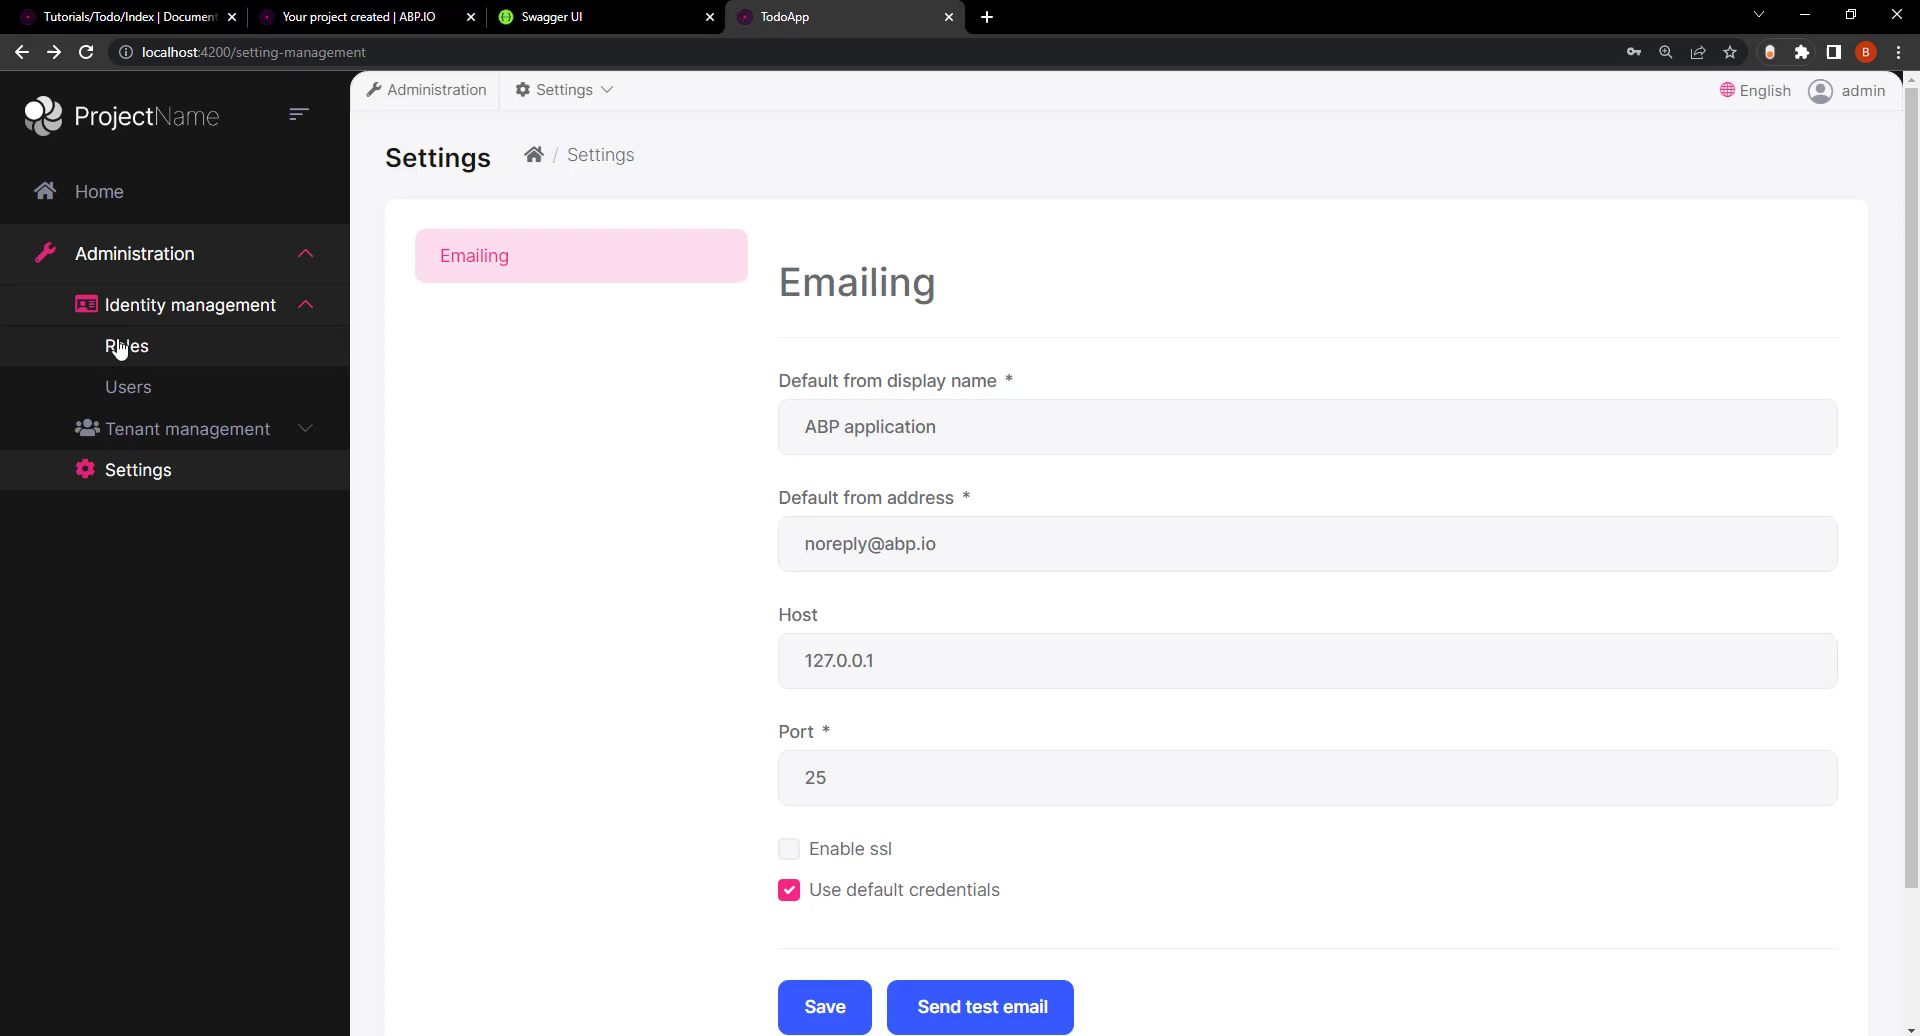 Tutorials/Todo/Index | Document
Your project created | ABP.IO
Swagger UI
TodoApp
localhost:4200/setting-management
B
ProjectName
Home
Administration
Identity management
Users
Tenant management
Settings
Administration
Settings
English
admin
Settings
/ Settings
Emailing
Emailing
Default from display name *
ABP application
Default from address *
noreply@abp.io
Host
127.0.0.1
Port *
25
Enable ssl
Use default credentials
Save
Send test email